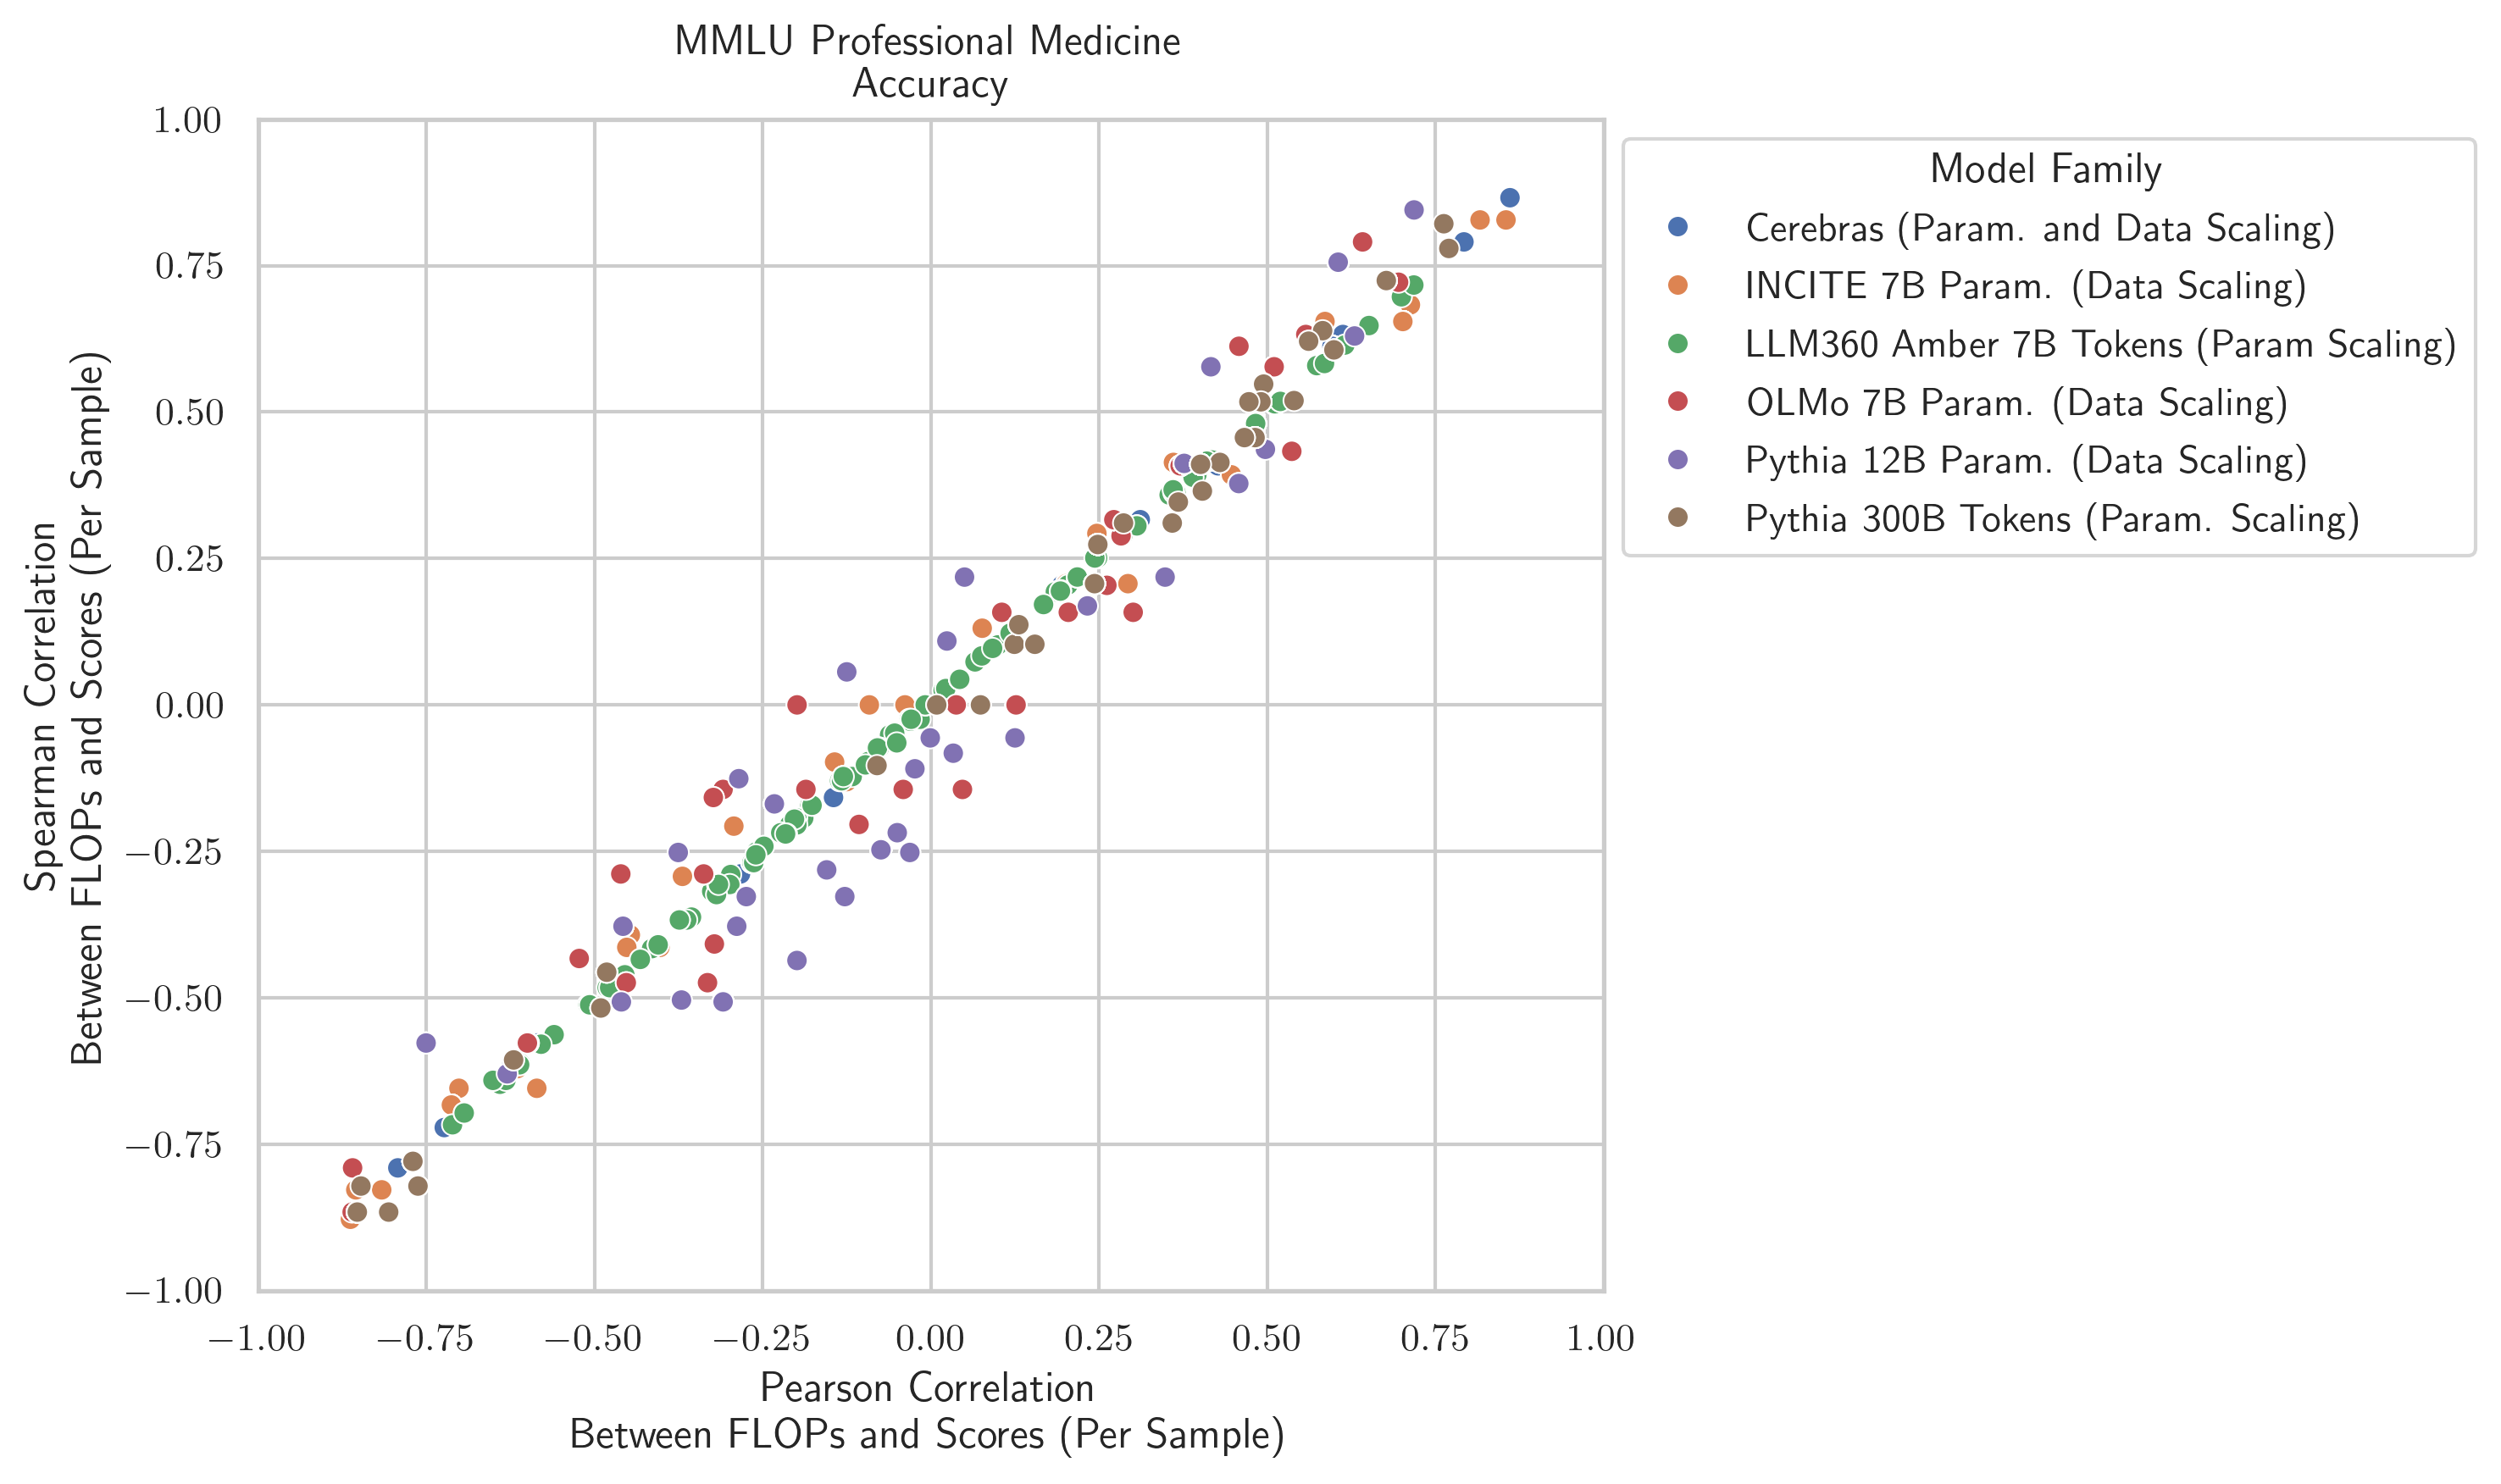 MMLU Professional Medicine
Accuracy
Spearman Correlation
Between FLOPs and Scores (Per Sample)
1.00
0.75
0.50
0.25
0.00
−0.25
−0.50
−0.75
−1.00
−1.00 −0.75 −0.50 −0.25 0.00 0.25 0.50 0.75 1.00
Pearson Correlation
Between FLOPs and Scores (Per Sample)
Model Family
Cerebras (Param. and Data Scaling)
INCITE 7B Param. (Data Scaling)
LLM360 Amber 7B Tokens (Param Scaling)
OLMo 7B Param. (Data Scaling)
Pythia 12B Param. (Data Scaling)
Pythia 300B Tokens (Param. Scaling)